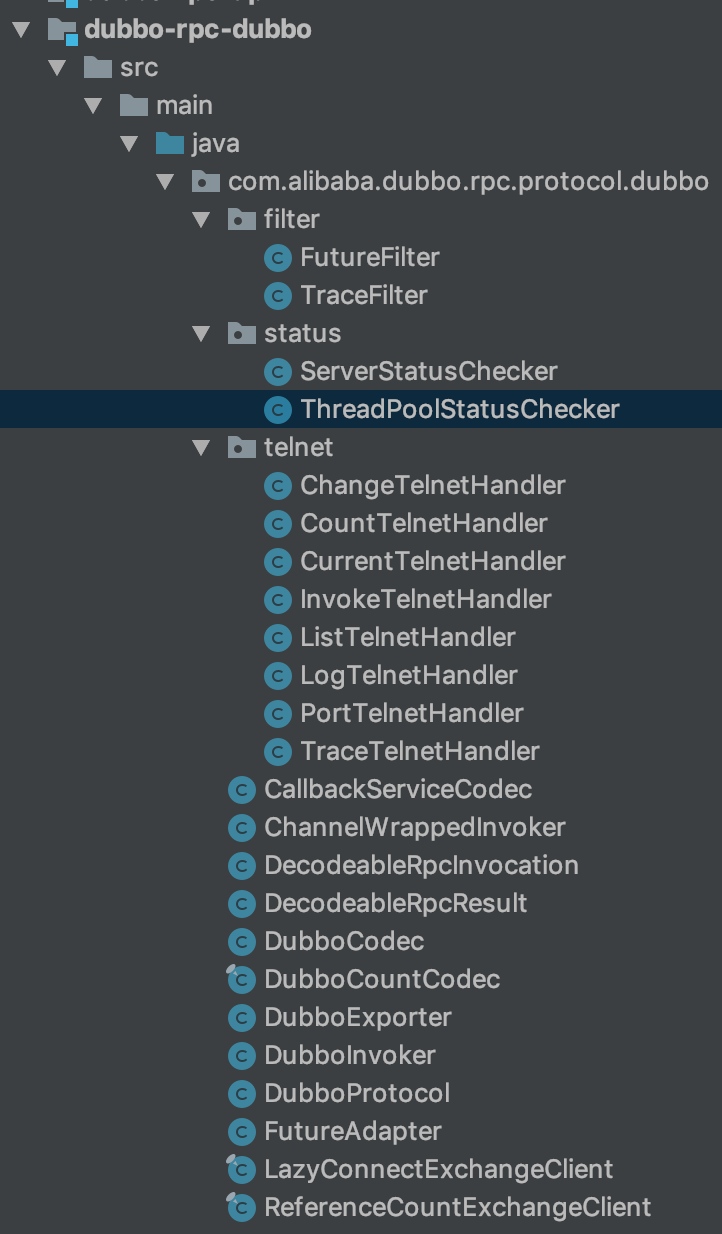 dubbo-rpc-dubbo
src
main
java
com.alibaba.dubbo.rpc.protocol.dubbo
filter
FutureFilter
TraceFilter
status
ServerStatusChecker
ThreadPoolStatusChecker
telnet
ChangeTelnetHandler
CountTelnetHandler
CurrentTelnetHandler
InvokeTelnetHandler
ListTelnetHandler
LogTelnetHandler
PortTelnetHandler
TraceTelnetHandler
CallbackServiceCodec
ChannelWrappedInvoker
DecodeableRpcInvocation
DecodeableRpcResult
DubboCodec
DubboCountCodec
DubboExporter
DubboInvoker
DubboProtocol
FutureAdapter
LazyConnectExchangeClient
ReferenceCountExchangeClient